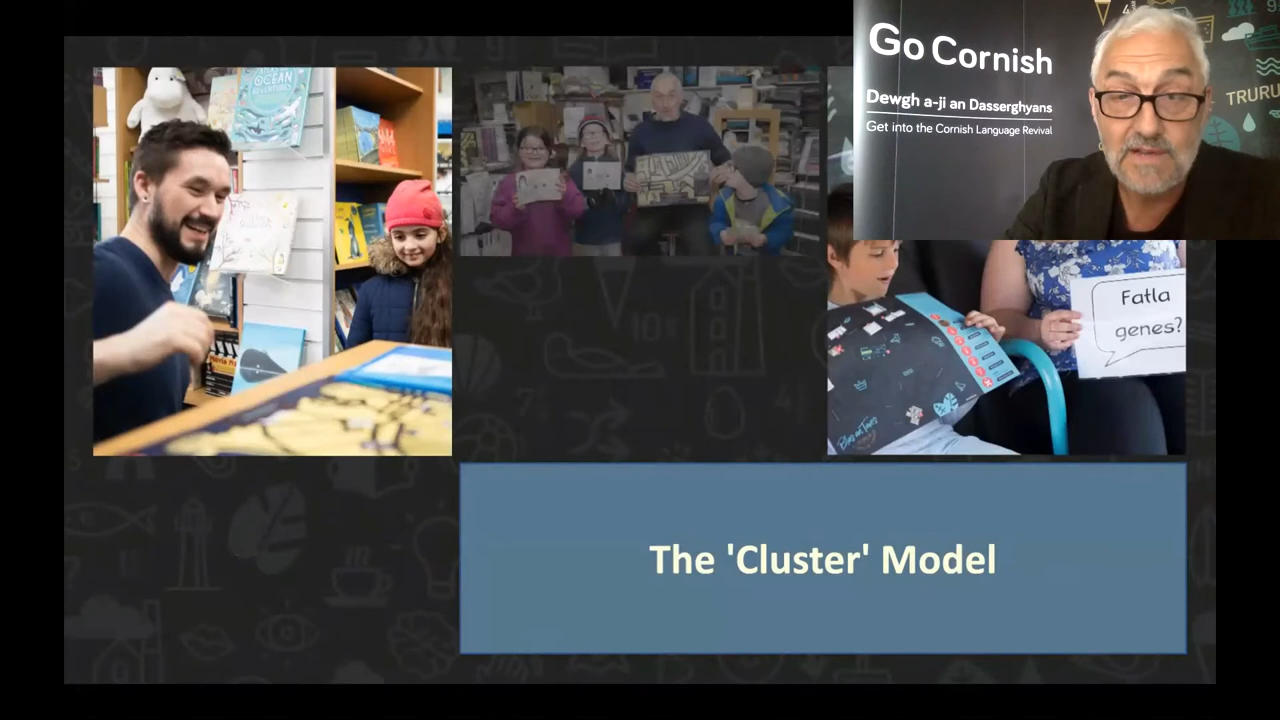 Go Cornish
Dewgh a-ji an Dasserghyans
Get into the Cornish Language Revival
TRURU
OCEAN
ADVENTURES
Fatla
genes?
The 'Cluster' Model